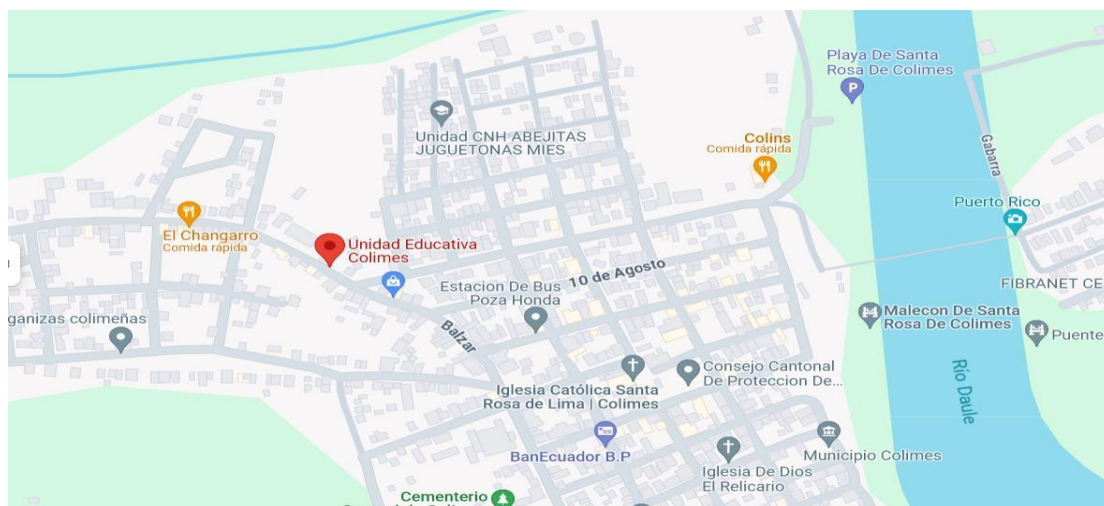 Playa De Santa
Rosa De Colimes
Unidad CNH ABEJITAS
JUGUETONAS MIES
Colins
Comida rápida
Gabarra
Puerto Rico
El Changarro
Comida rápida
Unidad Educativa
Colimes
10 de Agosto
Estacion De Bus
Poza Honda
FIBRANET CE
ganizas colimeñas
Balzar
Malecon De Santa
Rosa De Colimes
Puente
Rio Daule
Consejo Cantonal
De Proteccion De...
Iglesia Católica Santa
Rosa de Lima | Colimes
BanEcuador B.P
Municipio Colimes
Iglesia De Dios
El Relicario
Cementerio